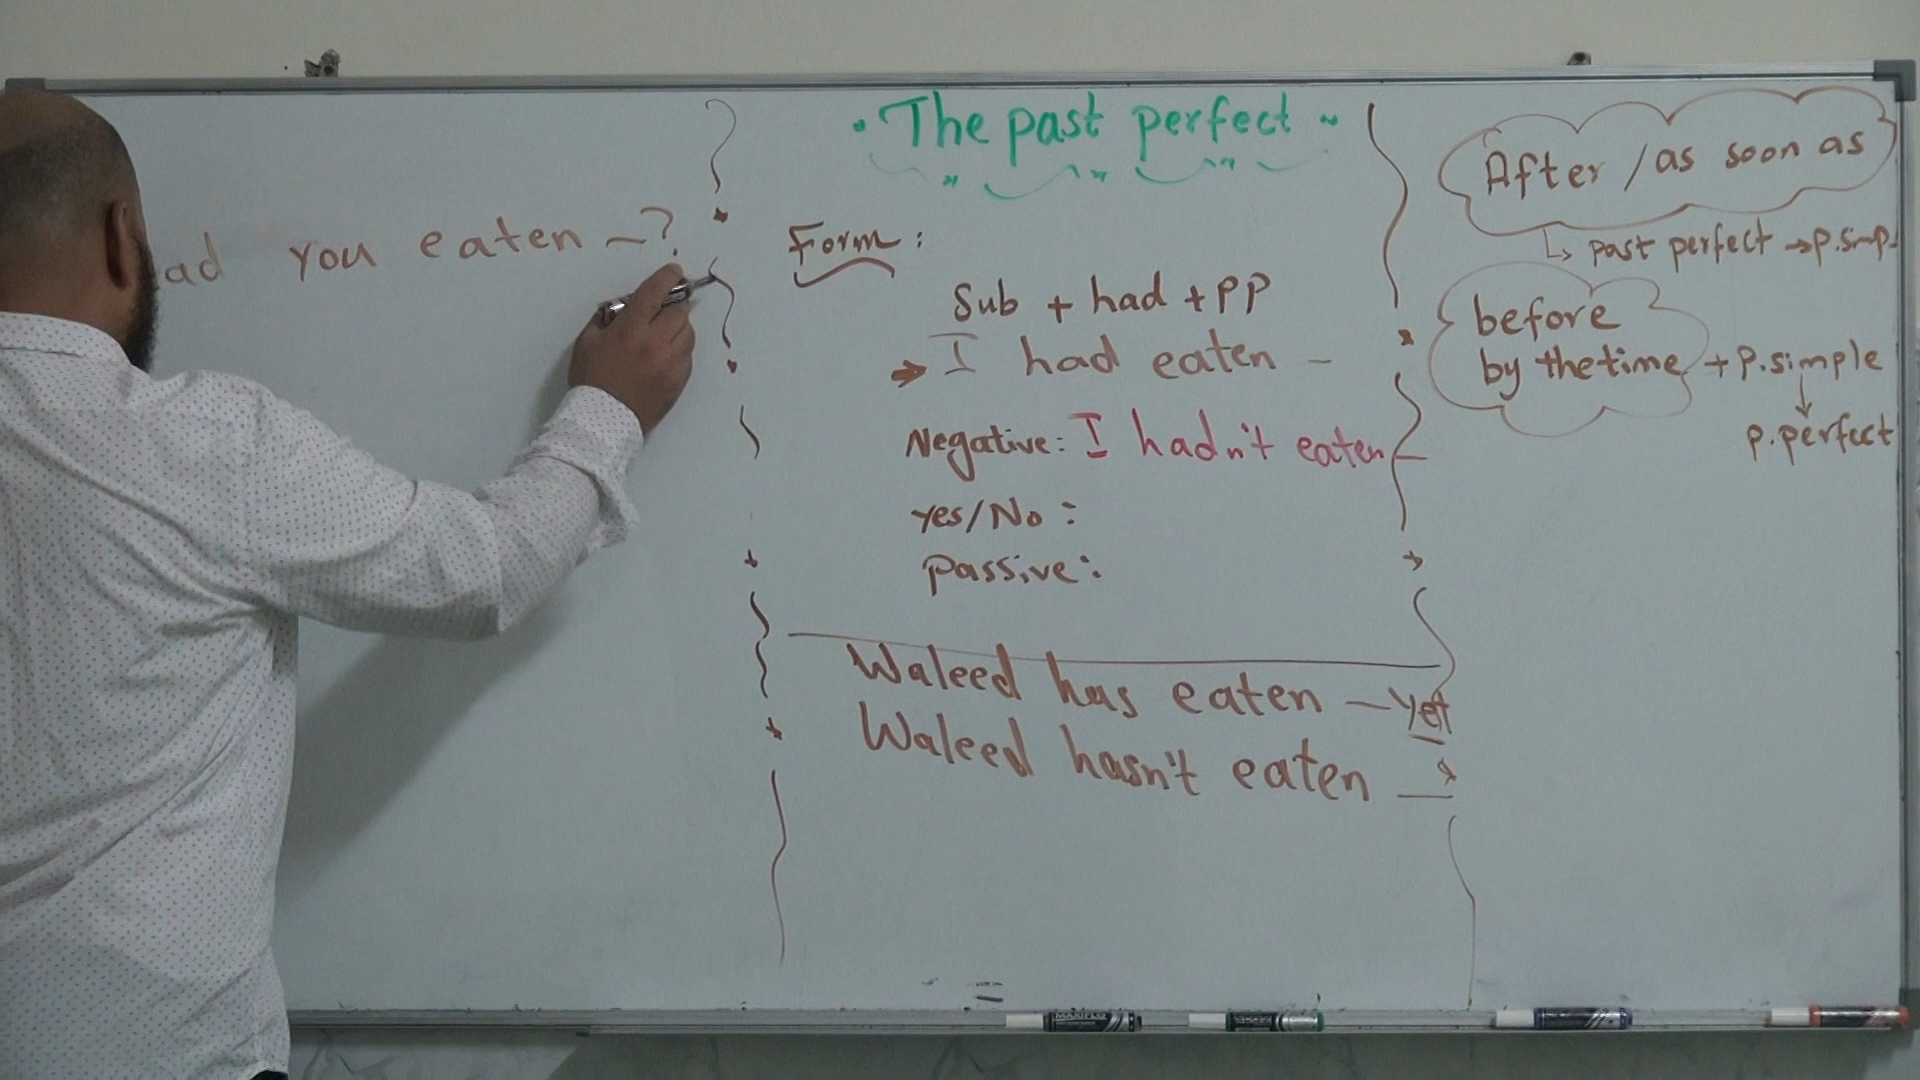 ad you eaten —?
• The past perfect ~
Form:
Sub + had + PP
→ I had eaten –
Negative: I hadn't eaten —
Yes/No:
Passive:
Waleed has eaten — yet
Waleed hasn't eaten —
After / as soon as
↳ past perfect → p.smp.
before
by the time + p.simple
↓
p.perfect